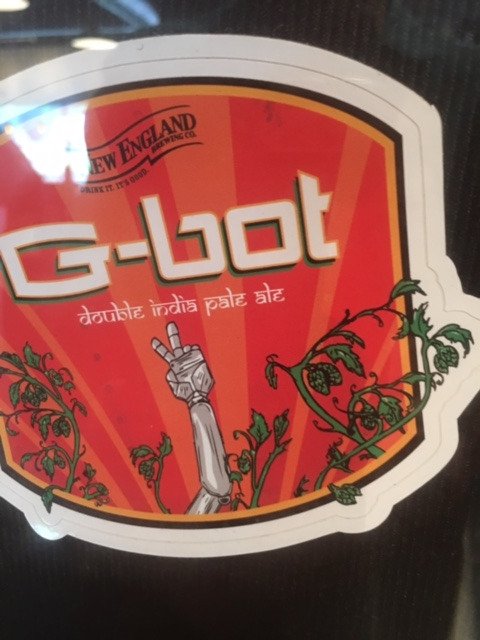 NEW ENGLAND
BREWING CO.
DRINK IT. IT'S GOOD.
G-bot
double india pale ale